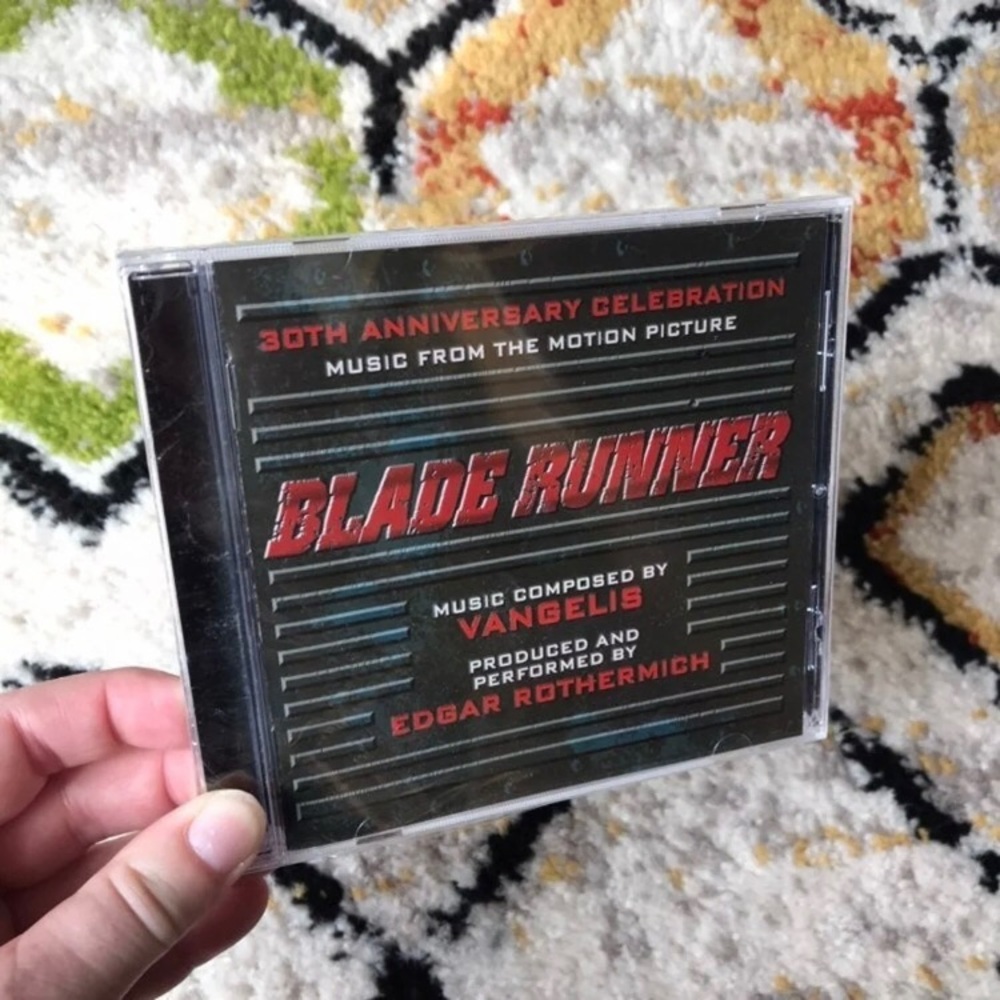 30TH ANNIVERSARY CELEBRATION
MUSIC FROM THE MOTION PICTURE
BLADE RUNNER
MUSIC COMPOSED BY
VANGELIS
PRODUCED AND
PERFORMED BY
EDGAR ROTHERMICH